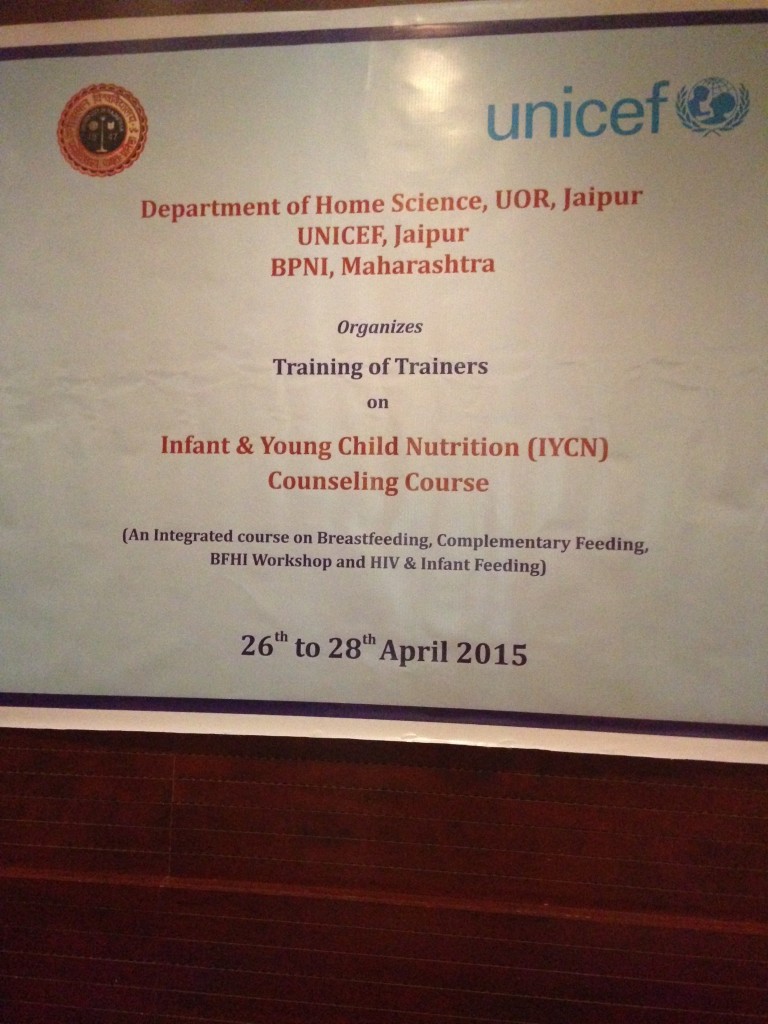 unicef
Department of Home Science, UOR, Jaipur
UNICEF, Jaipur
BPNI, Maharashtra
Organizes
Training of Trainers
on
Infant & Young Child Nutrition (IYCN)
Counseling Course
(An Integrated course on Breastfeeding, Complementary Feeding,
BFHI Workshop and HIV & Infant Feeding)
26th to 28th April 2015